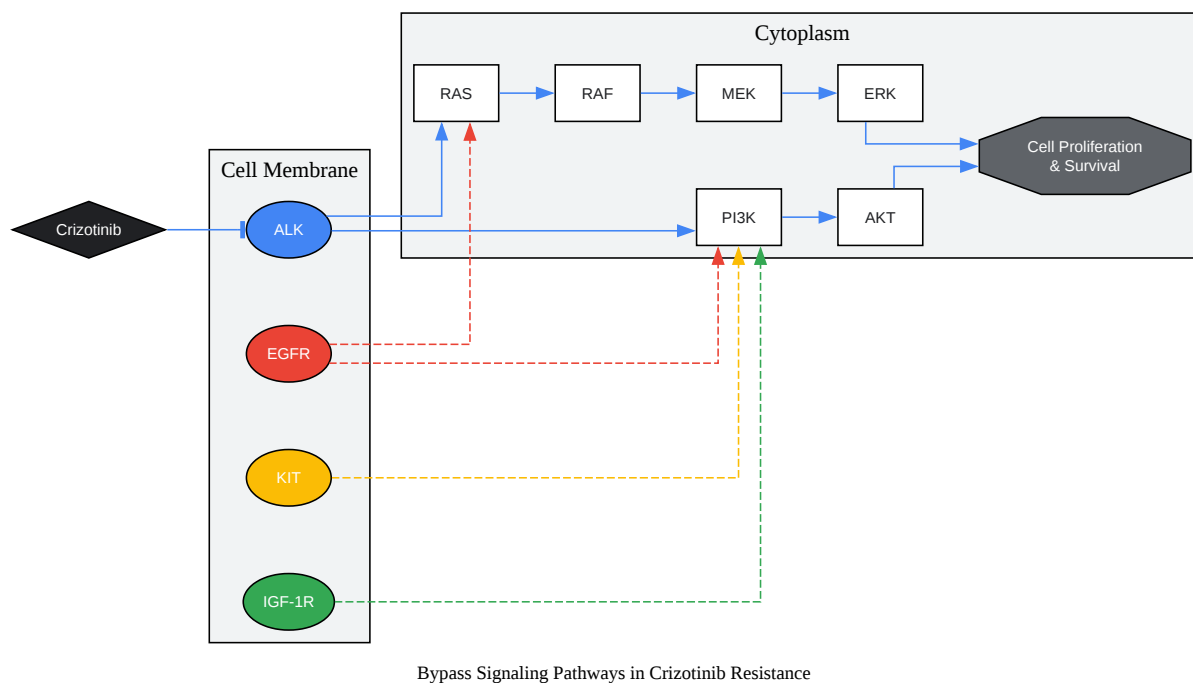 Cytoplasm
RAS
RAF
MEK
ERK
Cell Proliferation
& Survival
Cell Membrane
Crizotinib
ALK
PI3K
AKT
EGFR
KIT
IGF-1R
Bypass Signaling Pathways in Crizotinib Resistance